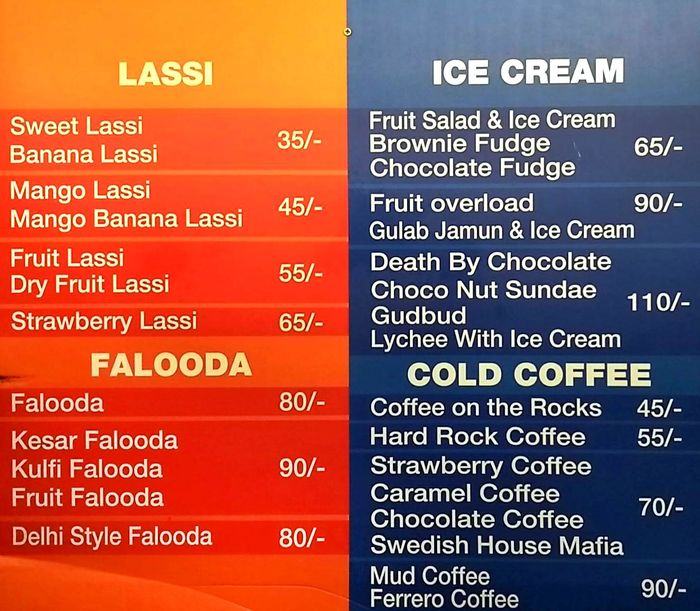 LASSI
Sweet Lassi
Banana Lassi
35/-
Mango Lassi
Mango Banana Lassi
45/-
Fruit Lassi
Dry Fruit Lassi
55/-
Strawberry Lassi 65/-
FALOODA
Falooda 80/-
Kesar Falooda
Kulfi Falooda
Fruit Falooda
90/-
Delhi Style Falooda 80/-
ICE CREAM
Fruit Salad & Ice Cream
Brownie Fudge
Chocolate Fudge
65/-
Fruit overload 90/-
Gulab Jamun & Ice Cream
Death By Chocolate
Choco Nut Sundae
Gudbud
Lychee With Ice Cream
110/-
COLD COFFEE
Coffee on the Rocks 45/-
Hard Rock Coffee 55/-
Strawberry Coffee
Caramel Coffee
Chocolate Coffee
Swedish House Mafia
70/-
Mud Coffee
Ferrero Coffee
90/-